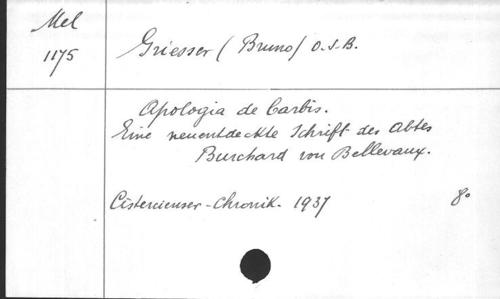 Mel
1175
Griesser (Bruno) O.S.B.
Apologia de Barbis.
Eine neuentdeckte Schrift des Abtes
Burchard von Bellevaux.
Cistercienser-Chronik. 1937
8°